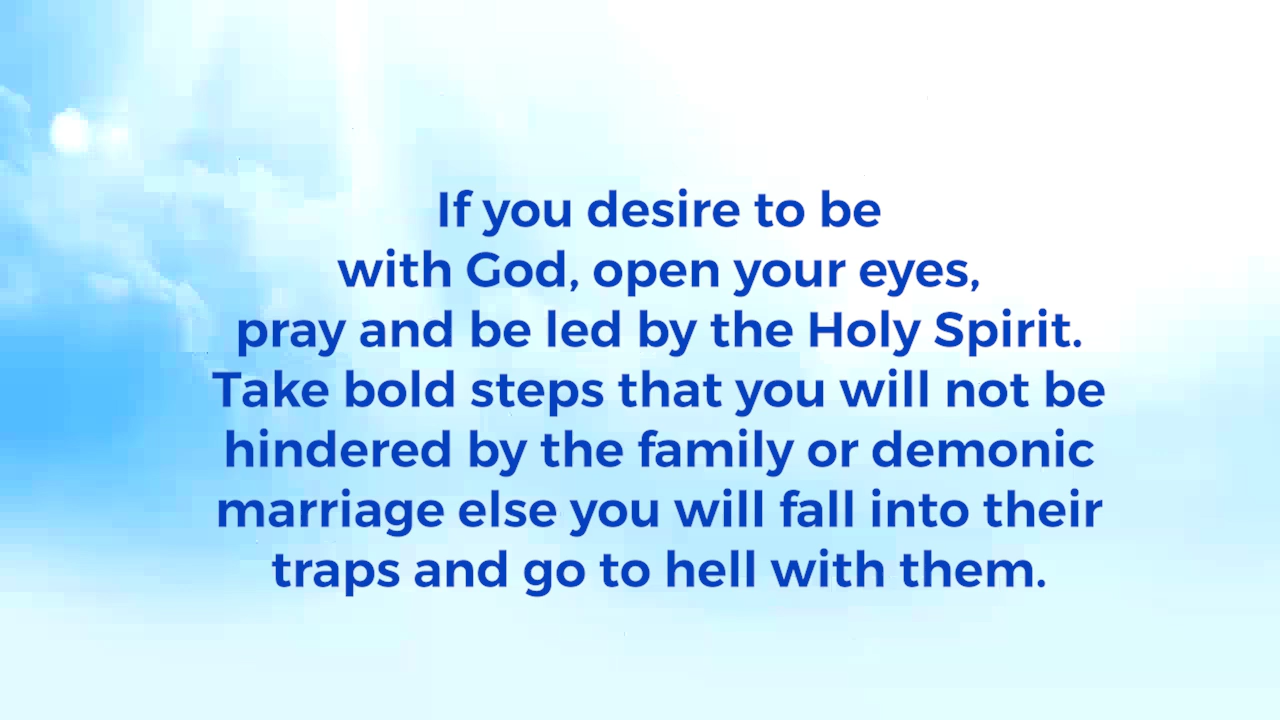 If you desire to be
with God, open your eyes,
pray and be led by the Holy Spirit.
Take bold steps that you will not be
hindered by the family or demonic
marriage else you will fall into their
traps and go to hell with them.